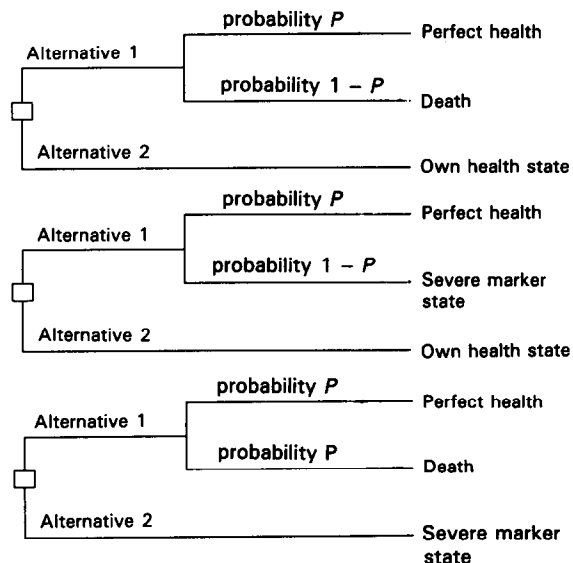 probability P
Alternative 1
Perfect health
probability 1 – P
Death
Alternative 2
Own health state
probability P
Alternative 1
Perfect health
probability 1 – P
Severe marker
state
Alternative 2
Own health state
probability P
Alternative 1
Perfect health
probability P
Death
Alternative 2
Severe marker
state